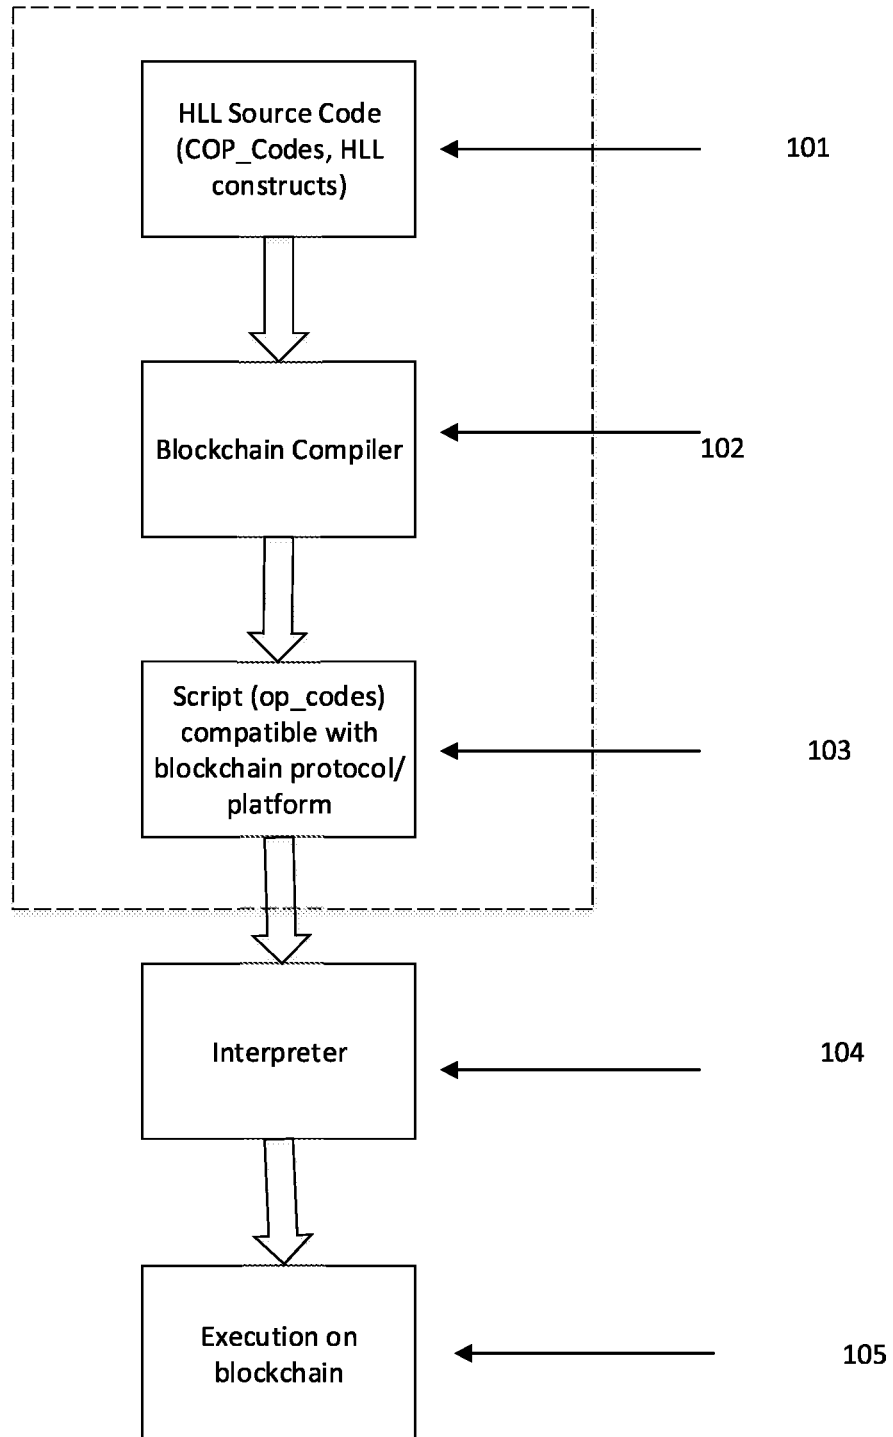 HLL Source Code
(COP_Codes, HLL
constructs)
101
Blockchain Compiler
102
Script (op_codes)
compatible with
blockchain protocol/
platform
103
Interpreter
104
Execution on
blockchain
105